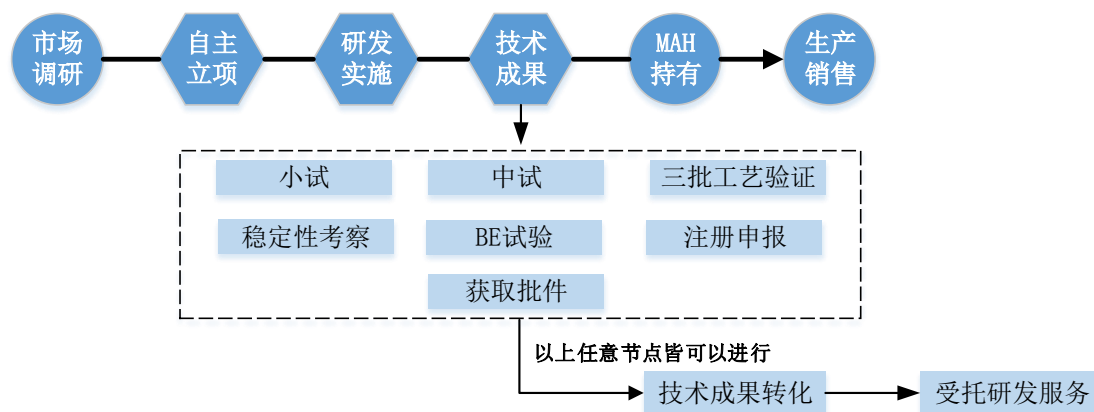 市场
调研
自主
立项
研发
实施
技术
成果
MAH
持有
生产
销售
小试
中试
三批工艺验证
稳定性考察
BE试验
注册申报
获取批件
以上任意节点皆可以进行
技术成果转化
受托研发服务